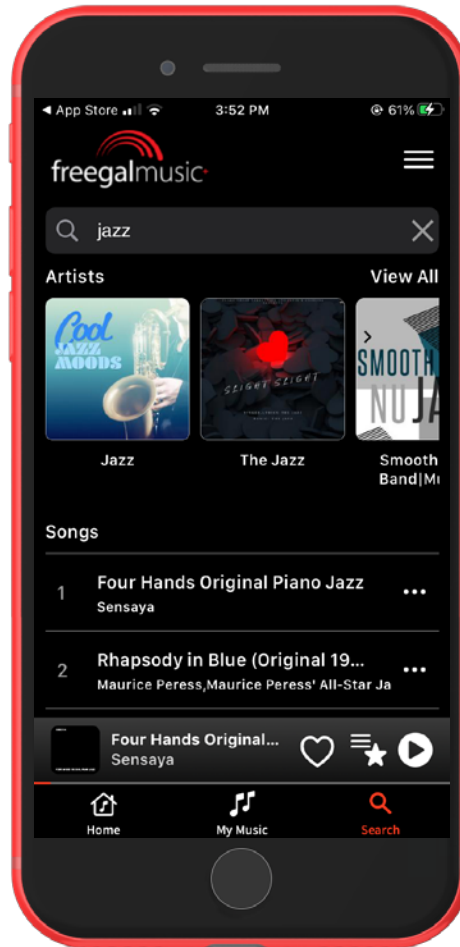 App Store
3:52 PM
61%
freegalmusic
jazz
Artists
View All
Cool
JAZZ
MOODS
SLIGHT SLIGHT
SMOOTH
NU JA
Jazz
The Jazz
Smooth
Band|Mu
Songs
1
Four Hands Original Piano Jazz
Sensaya
2
Rhapsody in Blue (Original 19...
Maurice Peress,Maurice Peress' All-Star Ja
Four Hands Original...
Sensaya
Home
My Music
Search